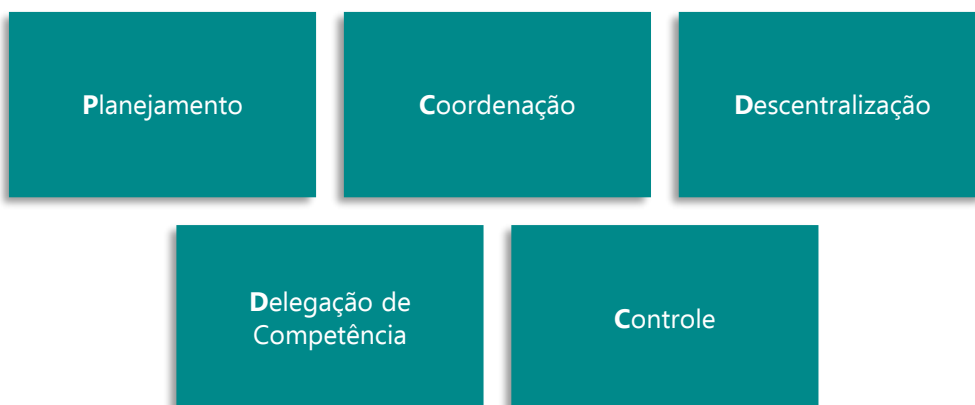 Planejamento
Coordenação
Descentralização
Delegação de
Competência
Controle